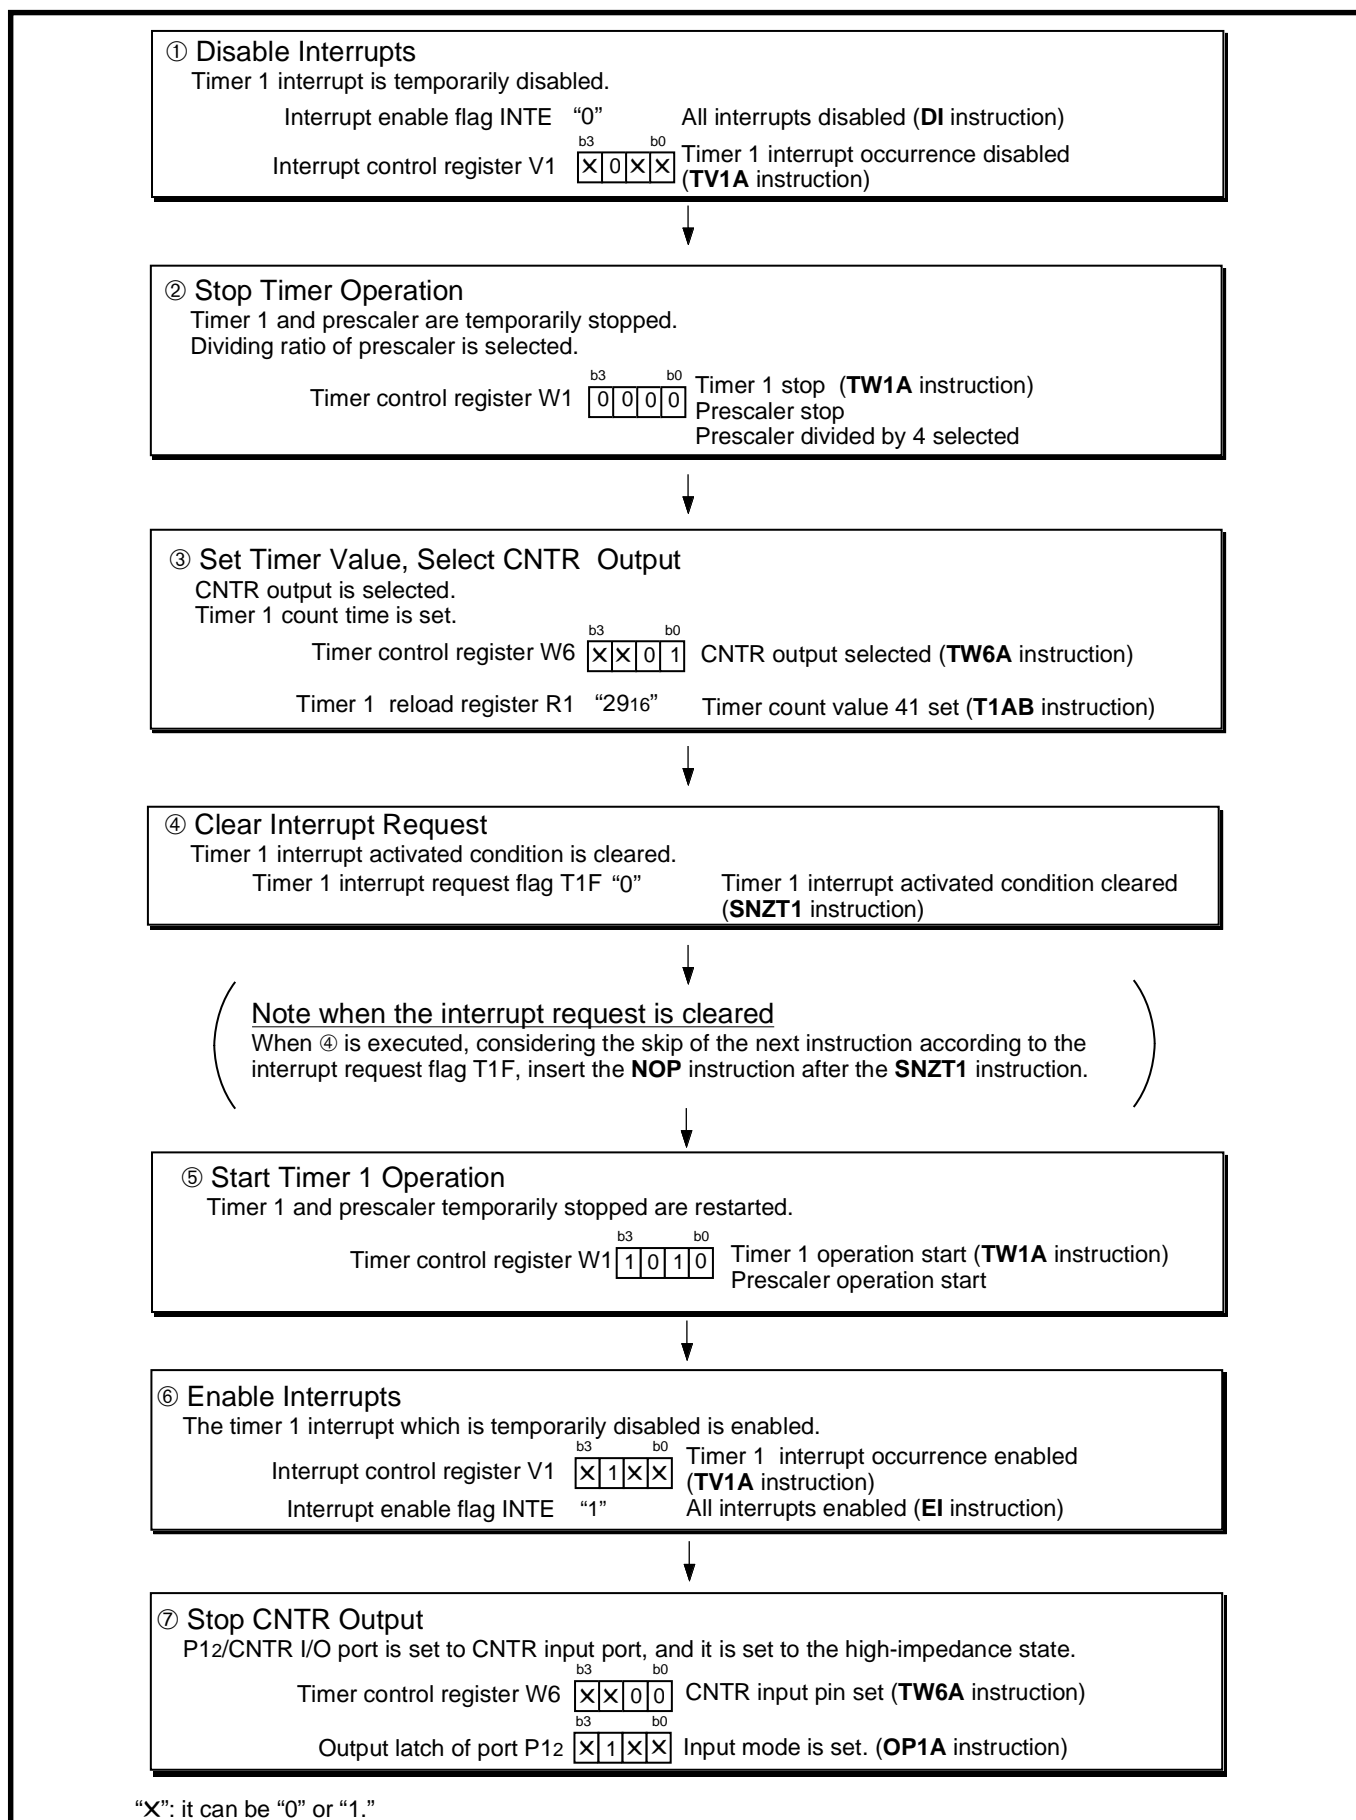 ① Disable Interrupts
Timer 1 interrupt is temporarily disabled.
Interrupt enable flag INTE “0” All interrupts disabled (DI instruction)
b3 b0
Interrupt control register V1 X 0 X X Timer 1 interrupt occurrence disabled
(TV1A instruction)
② Stop Timer Operation
Timer 1 and prescaler are temporarily stopped.
Dividing ratio of prescaler is selected.
b3 b0
Timer control register W1 0 0 0 0 Timer 1 stop (TW1A instruction)
Prescaler stop
Prescaler divided by 4 selected
③ Set Timer Value, Select CNTR Output
CNTR output is selected.
Timer 1 count time is set.
b3 b0
Timer control register W6 X X 0 1 CNTR output selected (TW6A instruction)
Timer 1 reload register R1 “2916” Timer count value 41 set (T1AB instruction)
④ Clear Interrupt Request
Timer 1 interrupt activated condition is cleared.
Timer 1 interrupt request flag T1F “0” Timer 1 interrupt activated condition cleared
(SNZT1 instruction)
Note when the interrupt request is cleared
When ④ is executed, considering the skip of the next instruction according to the
interrupt request flag T1F, insert the NOP instruction after the SNZT1 instruction.
⑤ Start Timer 1 Operation
Timer 1 and prescaler temporarily stopped are restarted.
b3 b0
Timer control register W1 1 0 1 0 Timer 1 operation start (TW1A instruction)
Prescaler operation start
⑥ Enable Interrupts
The timer 1 interrupt which is temporarily disabled is enabled.
b3 b0
Interrupt control register V1 X 1 X X Timer 1 interrupt occurrence enabled
(TV1A instruction)
Interrupt enable flag INTE “1” All interrupts enabled (EI instruction)
⑦ Stop CNTR Output
P12/CNTR I/O port is set to CNTR input port, and it is set to the high-impedance state.
b3 b0
Timer control register W6 X X 0 0 CNTR input pin set (TW6A instruction)
b3 b0
Output latch of port P12 X 1 X X Input mode is set. (OP1A instruction)
“X”: it can be “0” or “1.”